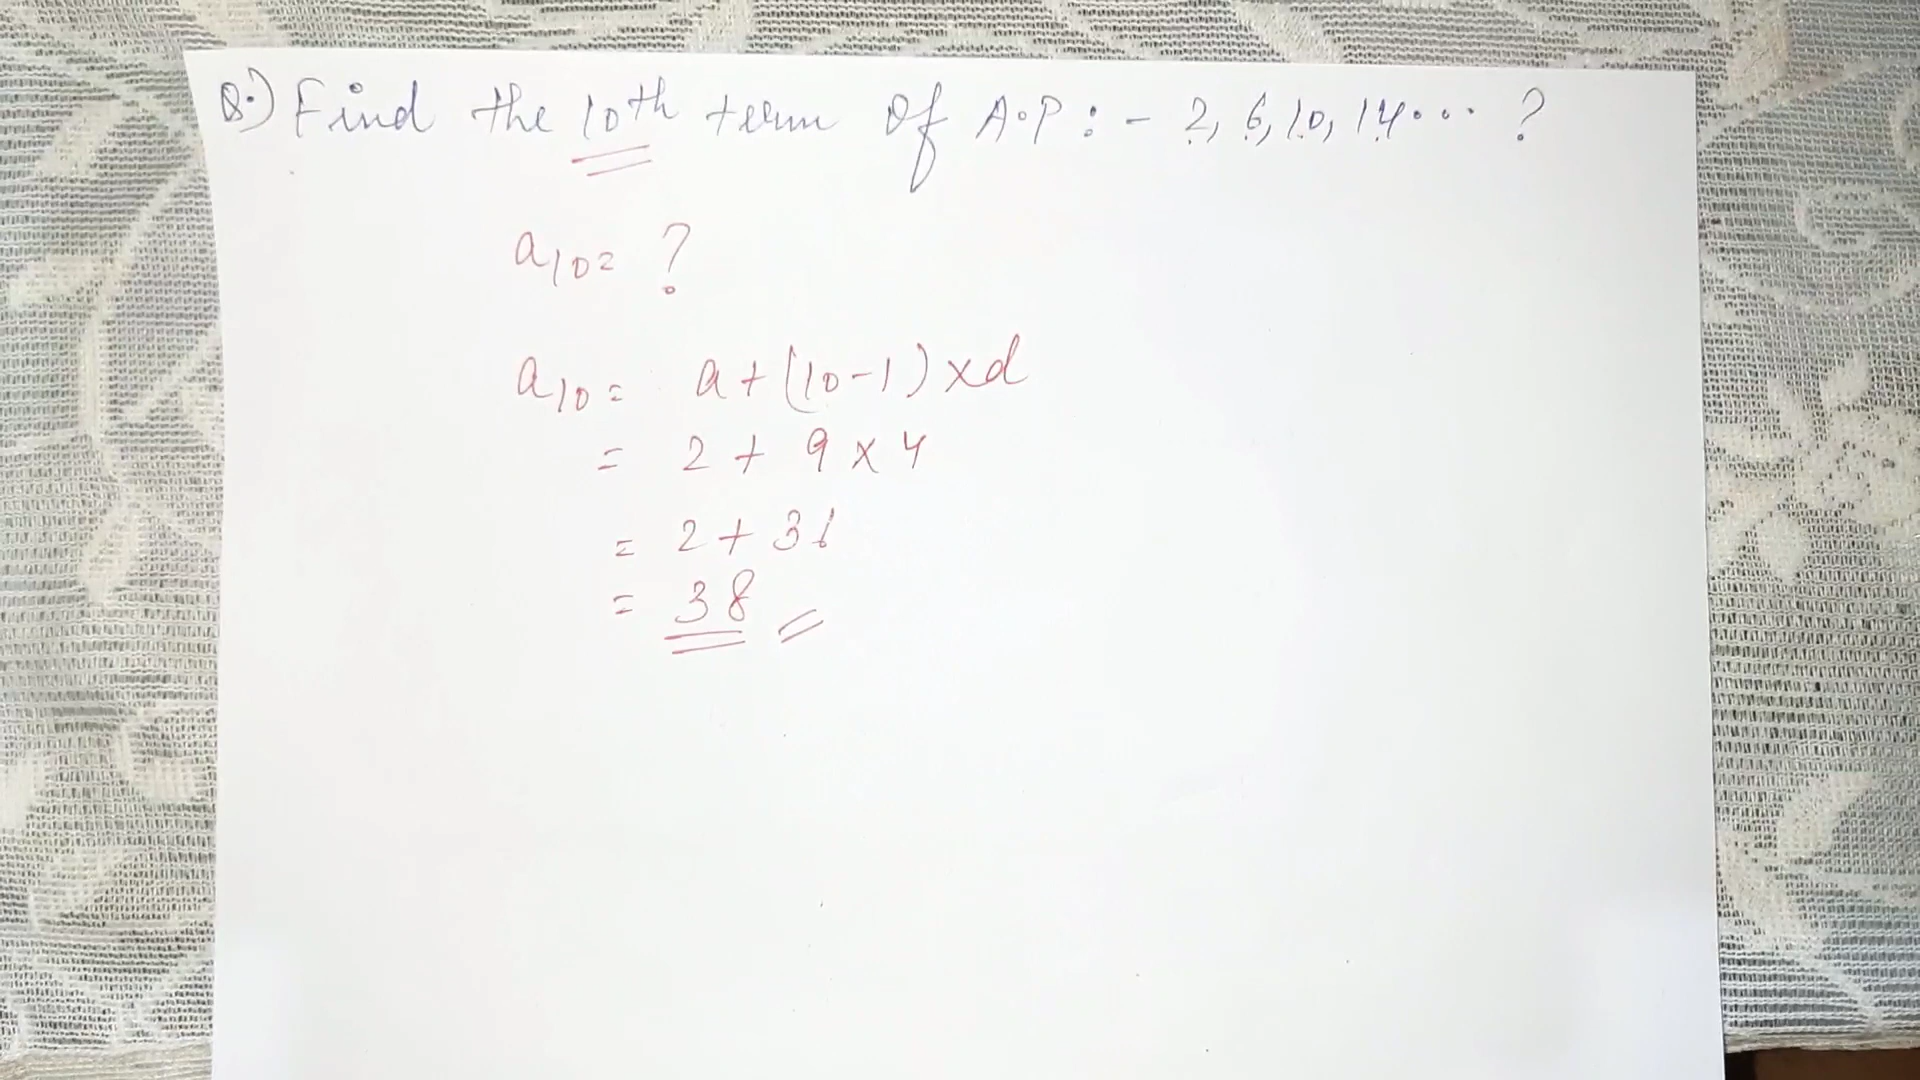 Q.) Find the 10th term of A.P :- 2, 6, 10, 14... ?
a10 = ?
a10 = a + (10-1) x d
= 2 + 9 x 4
= 2 + 36
= 38